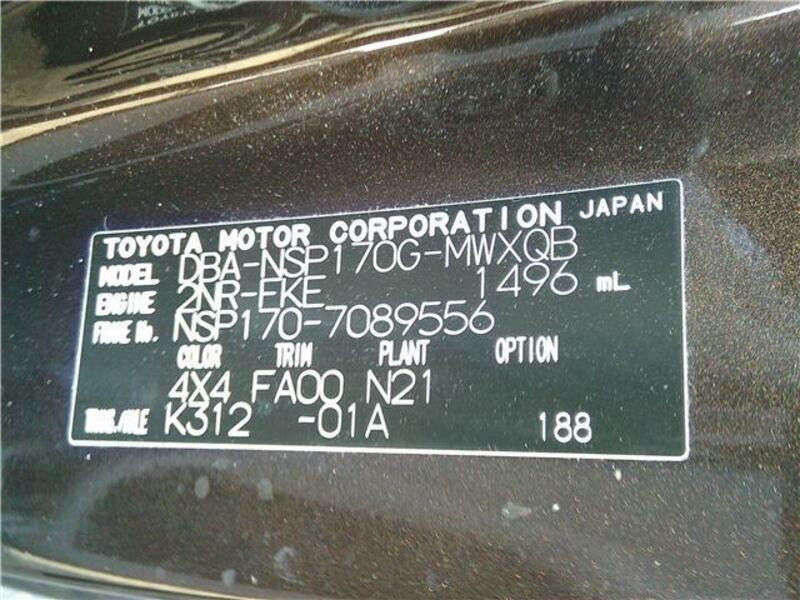 TOYOTA MOTOR CORPORATION JAPAN
MODEL DBA-NSP170G-MWXQB
ENGINE 2NR-FKE 1496 mL
FRAME No. NSP170-7089556
COLOR TRIM PLANT OPTION
4X4 FA00 N21
TRANS./AXLE K312 -01A 188